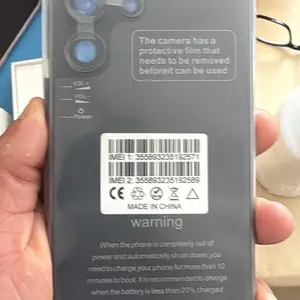 The camera has a
protective film that
needs to be removed
beforeit can be used
VOL+
VOL-
Power
IMEI 1: 355893235192571
IMEI 2: 355893235192589
CE
MADE IN CHINA
warning
When the phone is completely out of
power and automatically shuts down, you
need to charge your phone for more than 10
minutes to boot. It is recommended to charge
when the battery is less than 20% charged